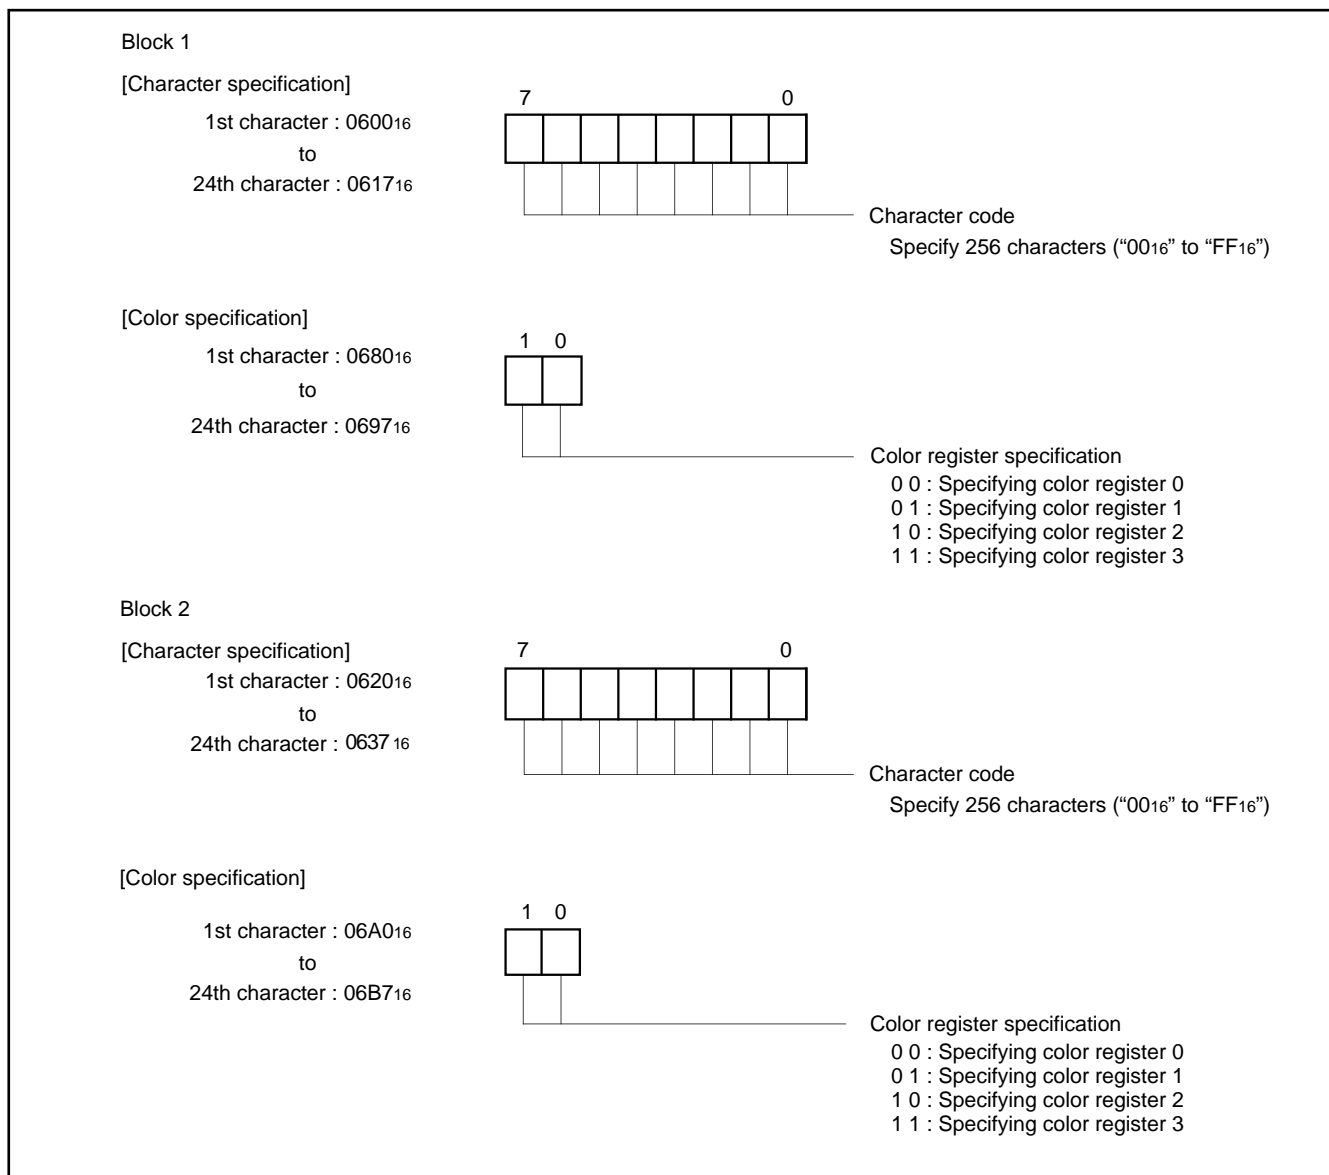 Block 1
[Character specification]
7 0
1st character : 060016
to
24th character : 061716
Character code
Specify 256 characters (“0016” to “FF16”)
[Color specification]
1 0
1st character : 068016
to
24th character : 069716
Color register specification
0 0 : Specifying color register 0
0 1 : Specifying color register 1
1 0 : Specifying color register 2
1 1 : Specifying color register 3
Block 2
[Character specification]
7 0
1st character : 062016
to
24th character : 063716
Character code
Specify 256 characters (“0016” to “FF16”)
[Color specification]
1 0
1st character : 06A016
to
24th character : 06B716
Color register specification
0 0 : Specifying color register 0
0 1 : Specifying color register 1
1 0 : Specifying color register 2
1 1 : Specifying color register 3